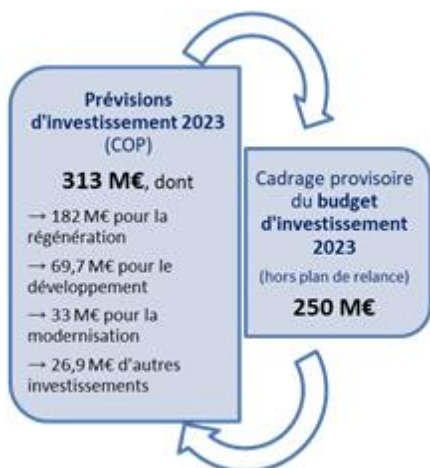 Prévisions
d'investissement 2023
(COP)
313 M€, dont
→ 182 M€ pour la
régénération
→ 69,7 M€ pour le
développement
→ 33 M€ pour la
modernisation
→ 26,9 M€ d'autres
investissements
Cadrage provisoire
du budget
d'investissement
2023
(hors plan de relance)
250 M€